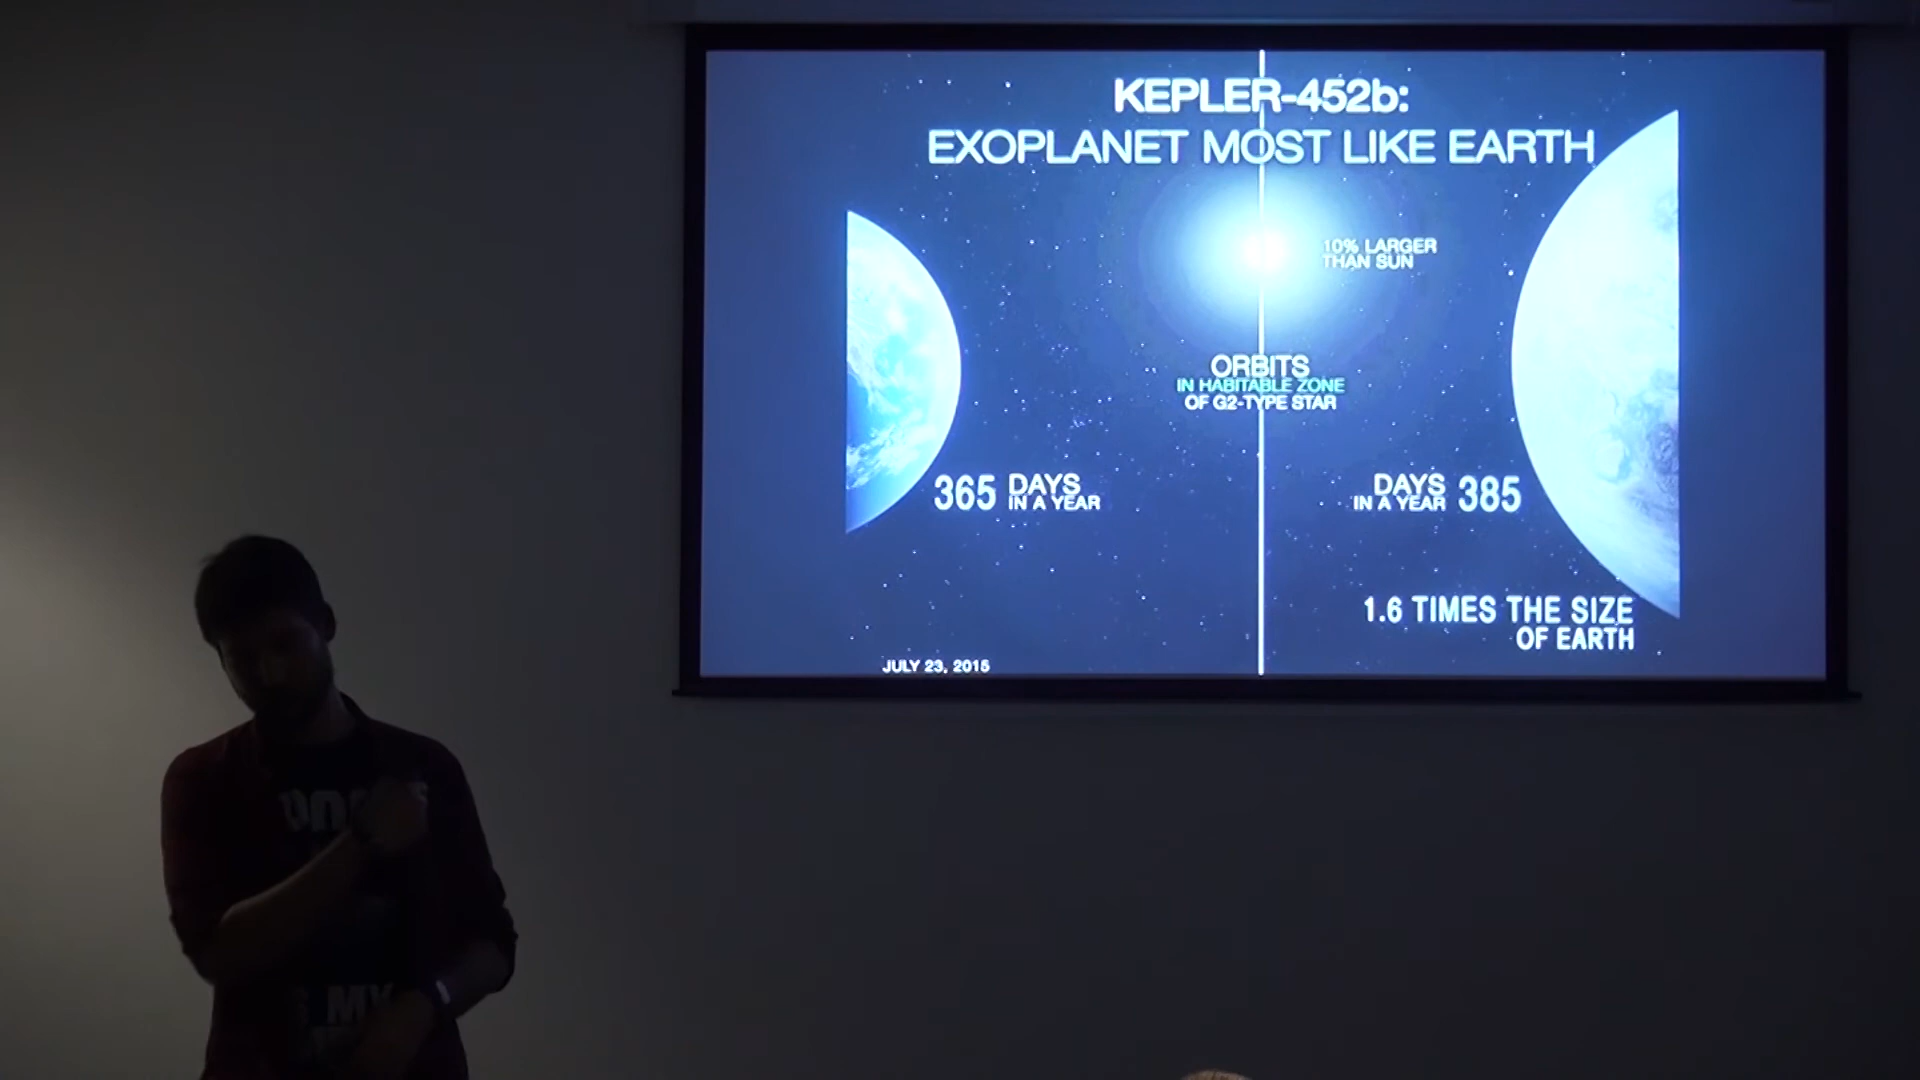 KEPLER-452b:
EXOPLANET MOST LIKE EARTH
10% LARGER
THAN SUN
ORBITS
IN HABITABLE ZONE
OF G2-TYPE STAR
365 DAYS
IN A YEAR
DAYS 385
IN A YEAR
1.6 TIMES THE SIZE
OF EARTH
JULY 23, 2015
MY